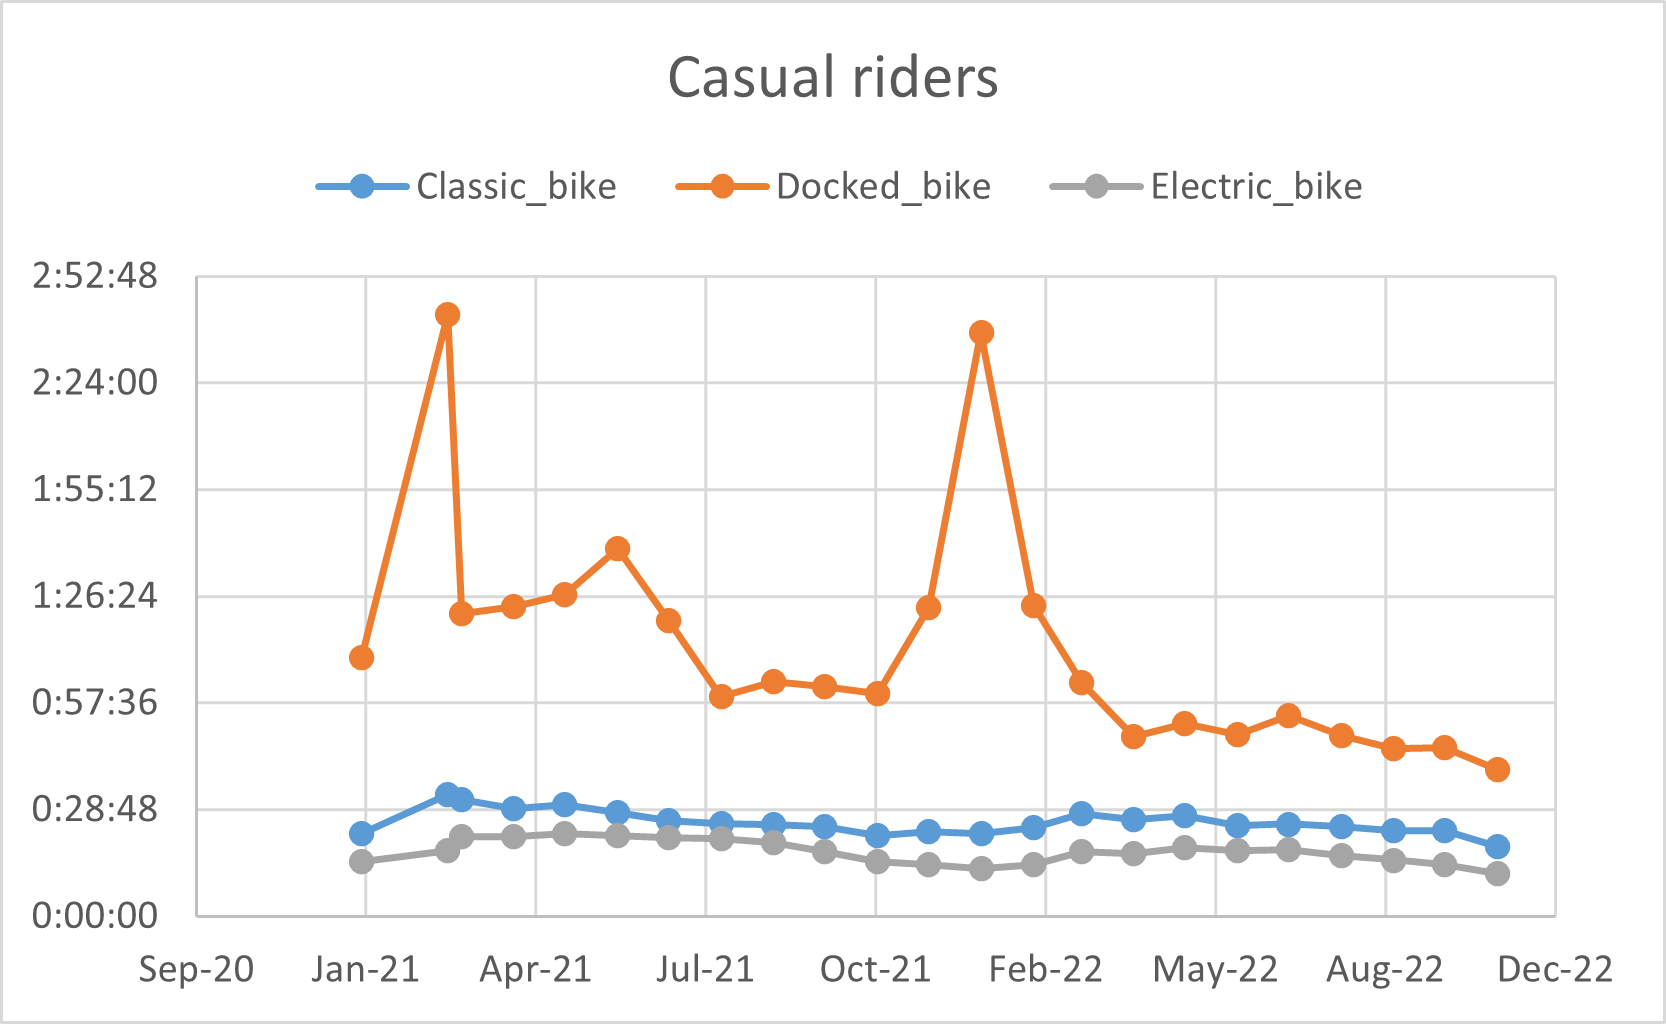 Casual riders
Classic_bike Docked_bike Electric_bike
2:52:48
2:24:00
1:55:12
1:26:24
0:57:36
0:28:48
0:00:00
Sep-20 Jan-21 Apr-21 Jul-21 Oct-21 Feb-22 May-22 Aug-22 Dec-22